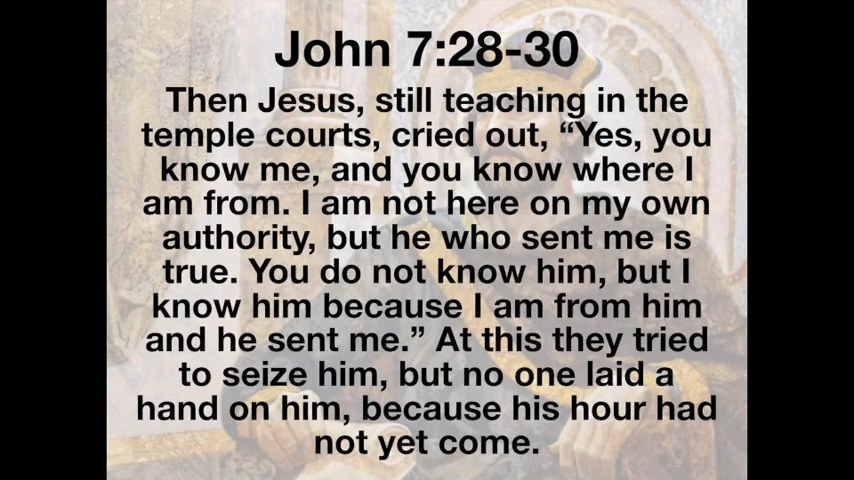 John 7:28-30
Then Jesus, still teaching in the
temple courts, cried out, “Yes, you
know me, and you know where I
am from. I am not here on my own
authority, but he who sent me is
true. You do not know him, but I
know him because I am from him
and he sent me.” At this they tried
to seize him, but no one laid a
hand on him, because his hour had
not yet come.